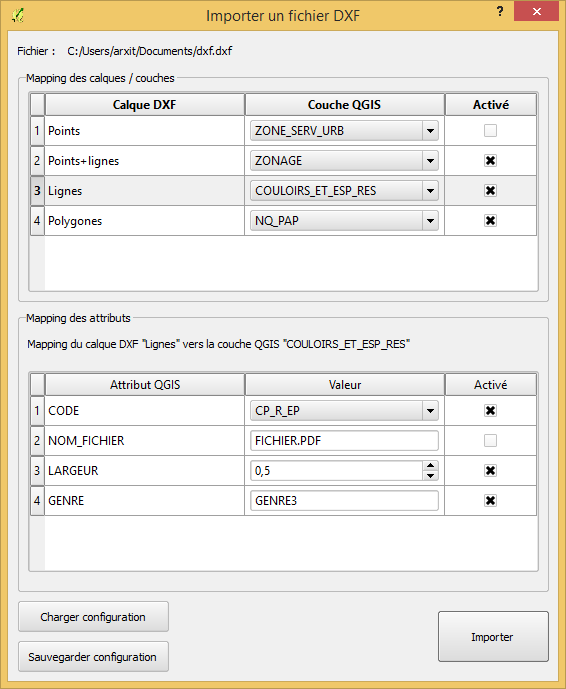 Importer un fichier DXF
?
Fichier : C:/Users/arxit/Documents/dxf.dxf
Mapping des calques / couches
Calque DXF Couche QGIS Activé
1 Points ZONE_SERV_URB
2 Points+lignes ZONAGE
3 Lignes COULOIRS_ET_ESP_RES
4 Polygones NQ_PAP
Mapping des attributs
Mapping du calque DXF "Lignes" vers la couche QGIS "COULOIRS_ET_ESP_RES"
Attribut QGIS Valeur Activé
1 CODE CP_R_EP
2 NOM_FICHIER FICHIER.PDF
3 LARGEUR 0,5
4 GENRE GENRE3
Charger configuration
Importer
Sauvegarder configuration